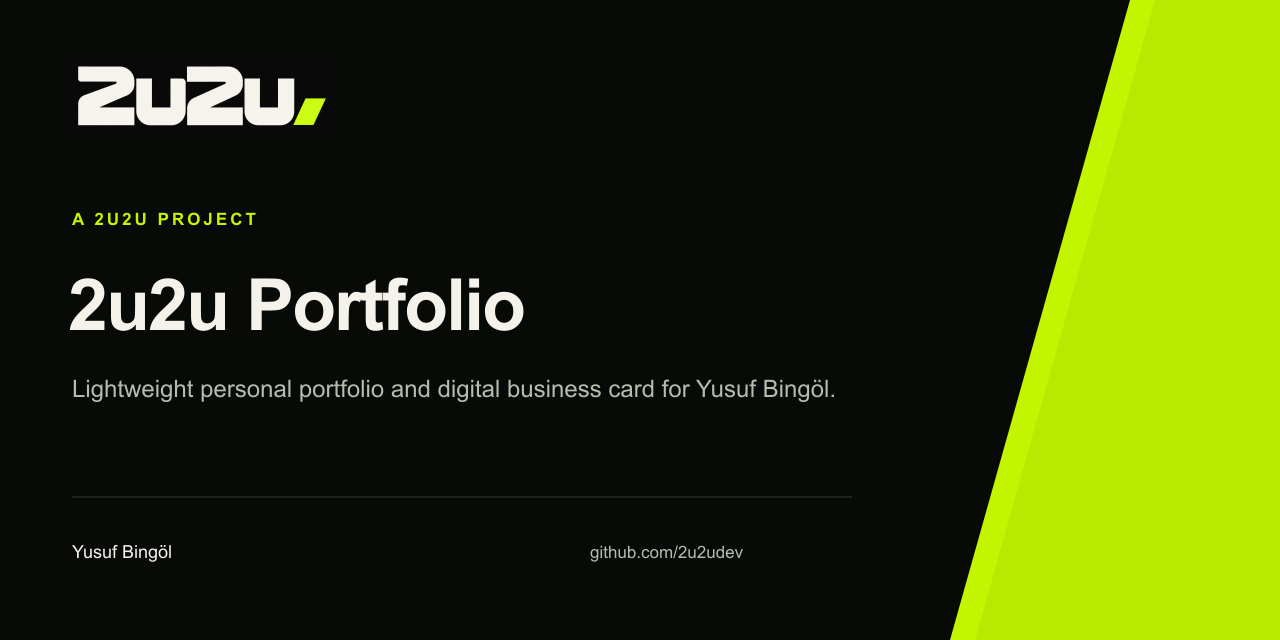 2u2u
A 2U2U PROJECT
2u2u Portfolio
Lightweight personal portfolio and digital business card for Yusuf Bingöl.
Yusuf Bingöl
github.com/2u2udev